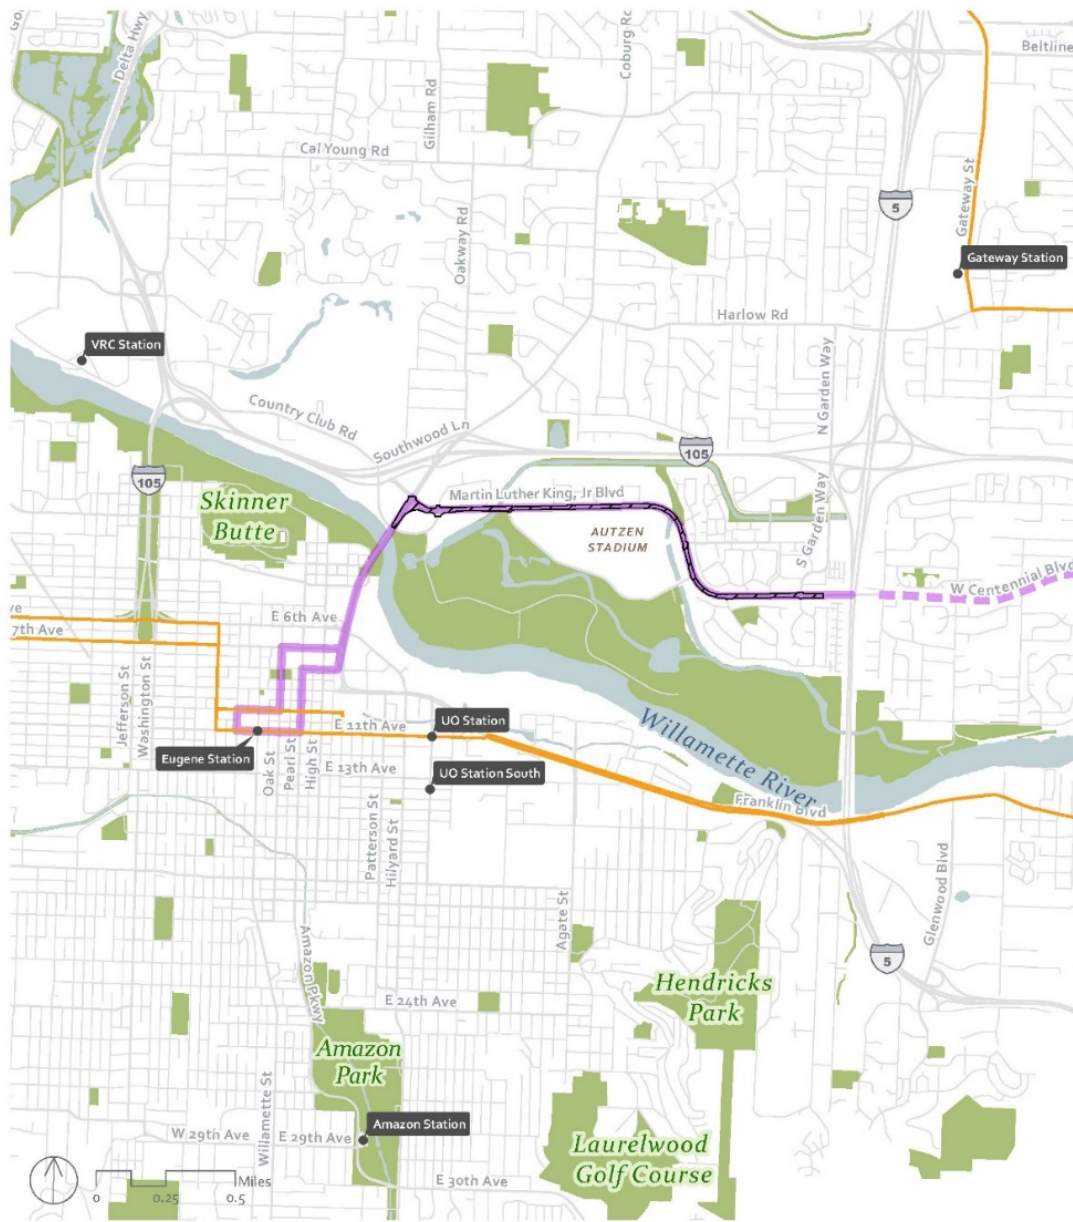 Delta Hwy
Gilham Rd
Coburg Rd
Beltline
Cal Young Rd
5
Gateway St
Oakway Rd
Gateway Station
Harlow Rd
VRC Station
N Garden Way
Country Club Rd
Southwood Ln
105
105
Martin Luther King, Jr Blvd
Skinner
Butte
AUTZEN
STADIUM
S Garden Way
W Centennial Blvd
E 6th Ave
7th Ave
Jefferson St
Washington St
E 11th Ave
UO Station
Eugene Station
Oak St
Pearl St
High St
E 13th Ave
UO Station South
Willamette River
Franklin Blvd
Patterson St
Hilyard St
Glenwood Blvd
Agate St
5
Amazon Pkwy
Hendricks
Park
E 24th Ave
Amazon
Park
Willamette St
Amazon Station
W 29th Ave
E 29th Ave
Laurelwood
Golf Course
E 30th Ave
Miles
0
0.25
0.5